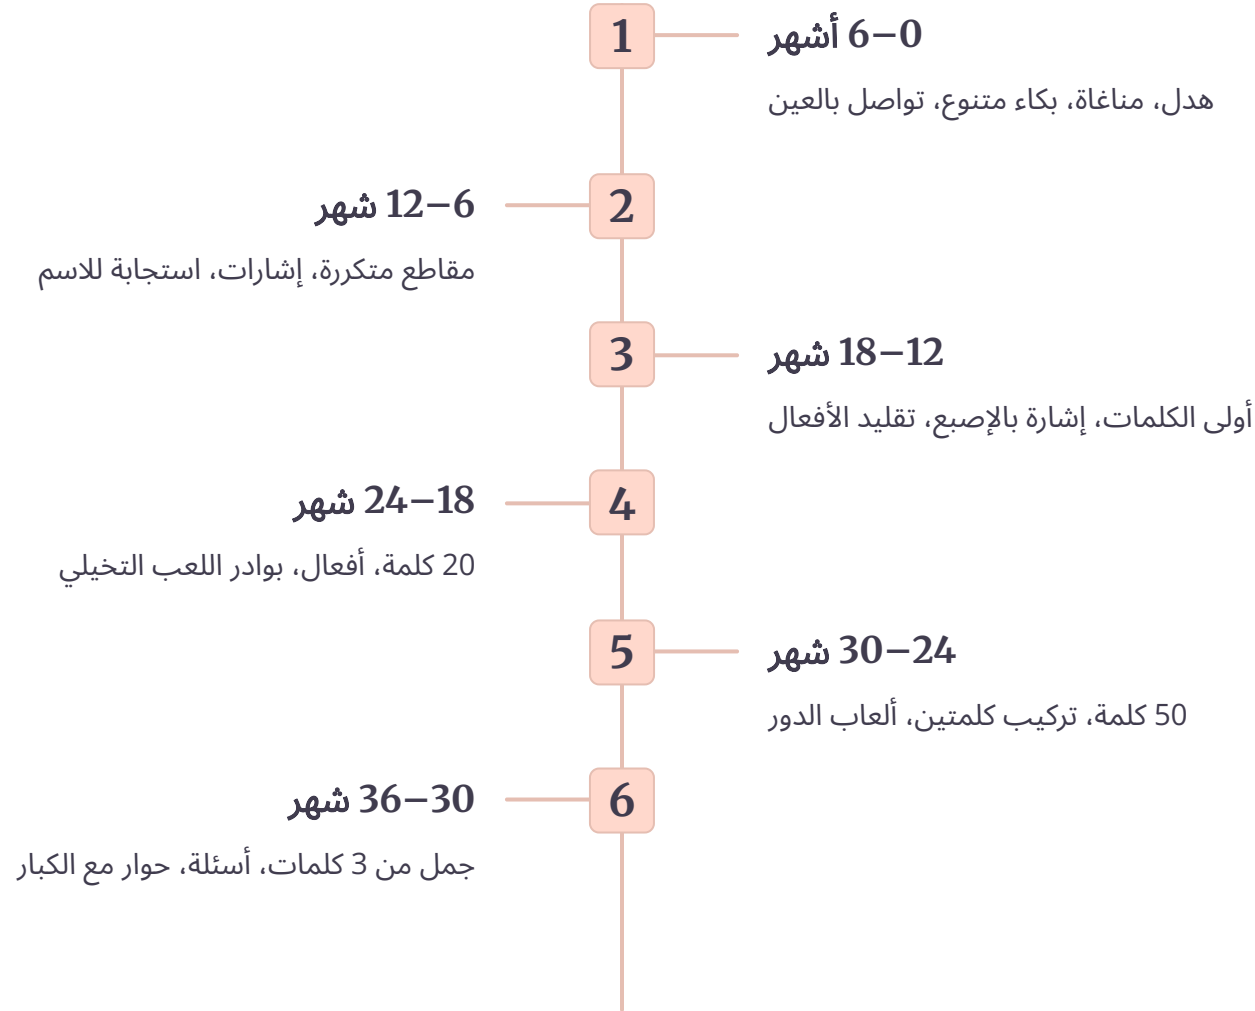 1
0–6 أشهر
هدل، مناغاة، بكاء متنوع، تواصل بالعين
2
6–12 شهر
مقاطع متكررة، إشارات، استجابة للاسم
3
12–18 شهر
أولى الكلمات، إشارة بالإصبع، تقليد الأفعال
4
18–24 شهر
20 كلمة، أفعال، بوادر اللعب التخيلي
5
24–30 شهر
50 كلمة، تركيب كلمتين، ألعاب الدور
6
30–36 شهر
جمل من 3 كلمات، أسئلة، حوار مع الكبار